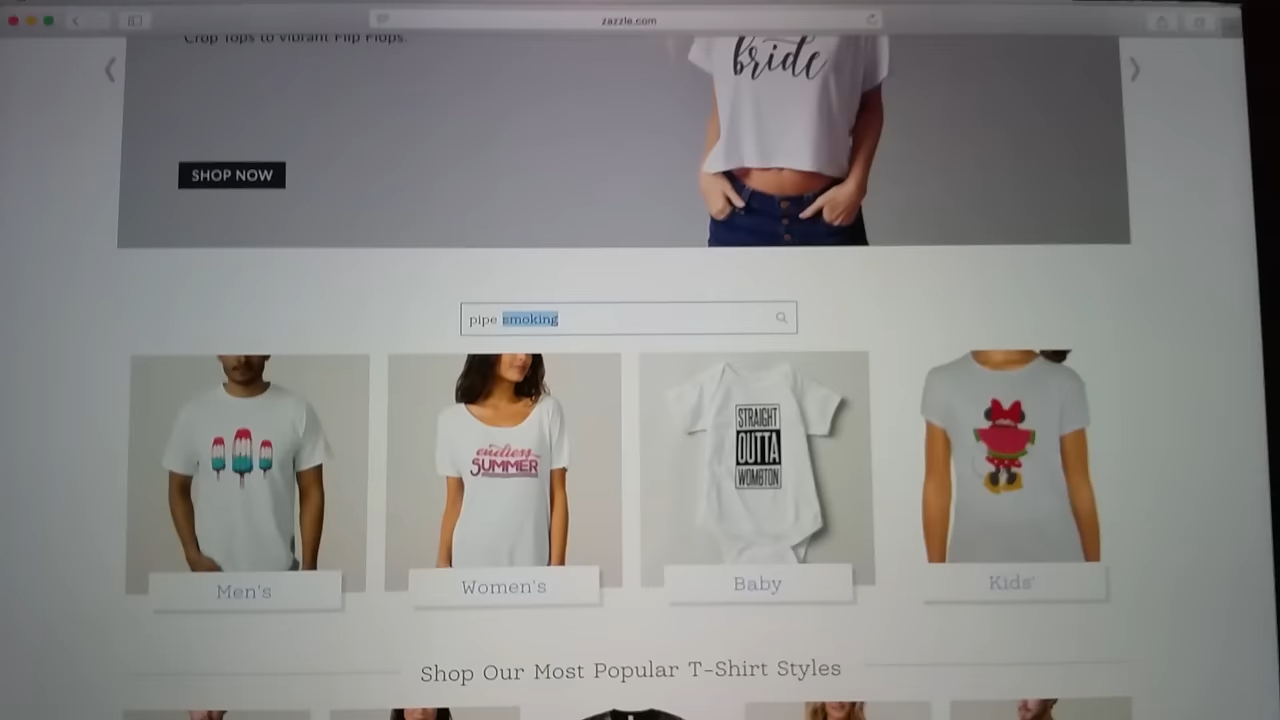 zazzle.com
Crop Tops to Vibrant Flip Flops.
bride
SHOP NOW
pipe smoking
endless
SUMMER
STRAIGHT
OUTTA
WOMBTON
Men's
Women's
Baby
Kids'
Shop Our Most Popular T-Shirt Styles